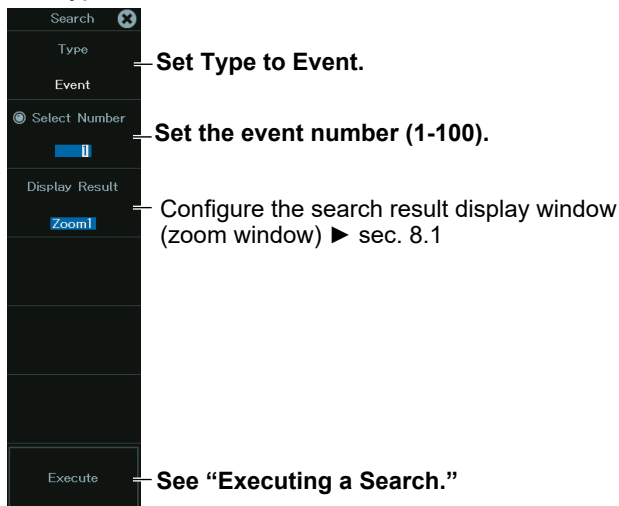 Search
Type
Event
Set Type to Event.
Select Number
1
Set the event number (1-100).
Display Result
Zoom1
Configure the search result display window
(zoom window) ► sec. 8.1
Execute
See “Executing a Search.”